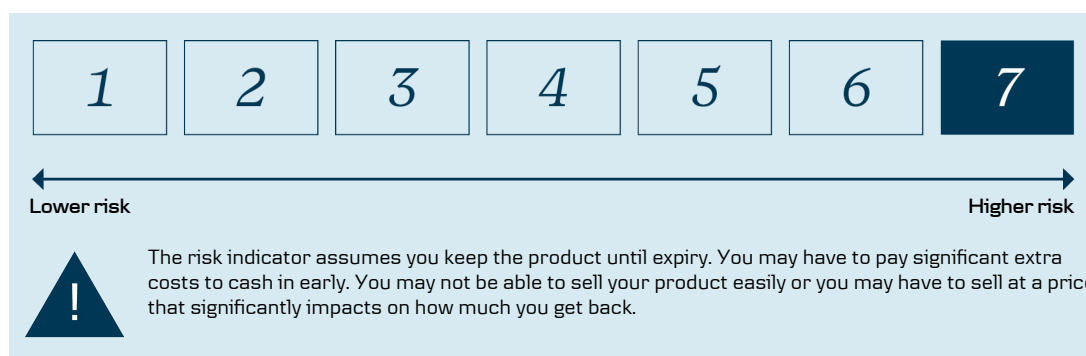 1 2 3 4 5 6 7
Lower risk Higher risk
The risk indicator assumes you keep the product until expiry. You may have to pay significant extra
! costs to cash in early. You may not be able to sell your product easily or you may have to sell at a price
that significantly impacts on how much you get back.